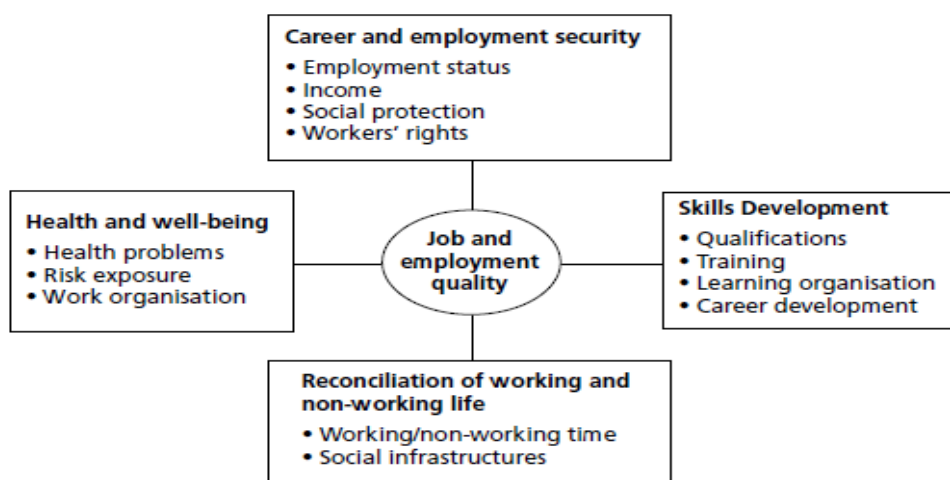 Career and employment security
• Employment status
• Income
• Social protection
• Workers' rights
Health and well-being
• Health problems
• Risk exposure
• Work organisation
Job and
employment
quality
Skills Development
• Qualifications
• Training
• Learning organisation
• Career development
Reconciliation of working and
non-working life
• Working/non-working time
• Social infrastructures